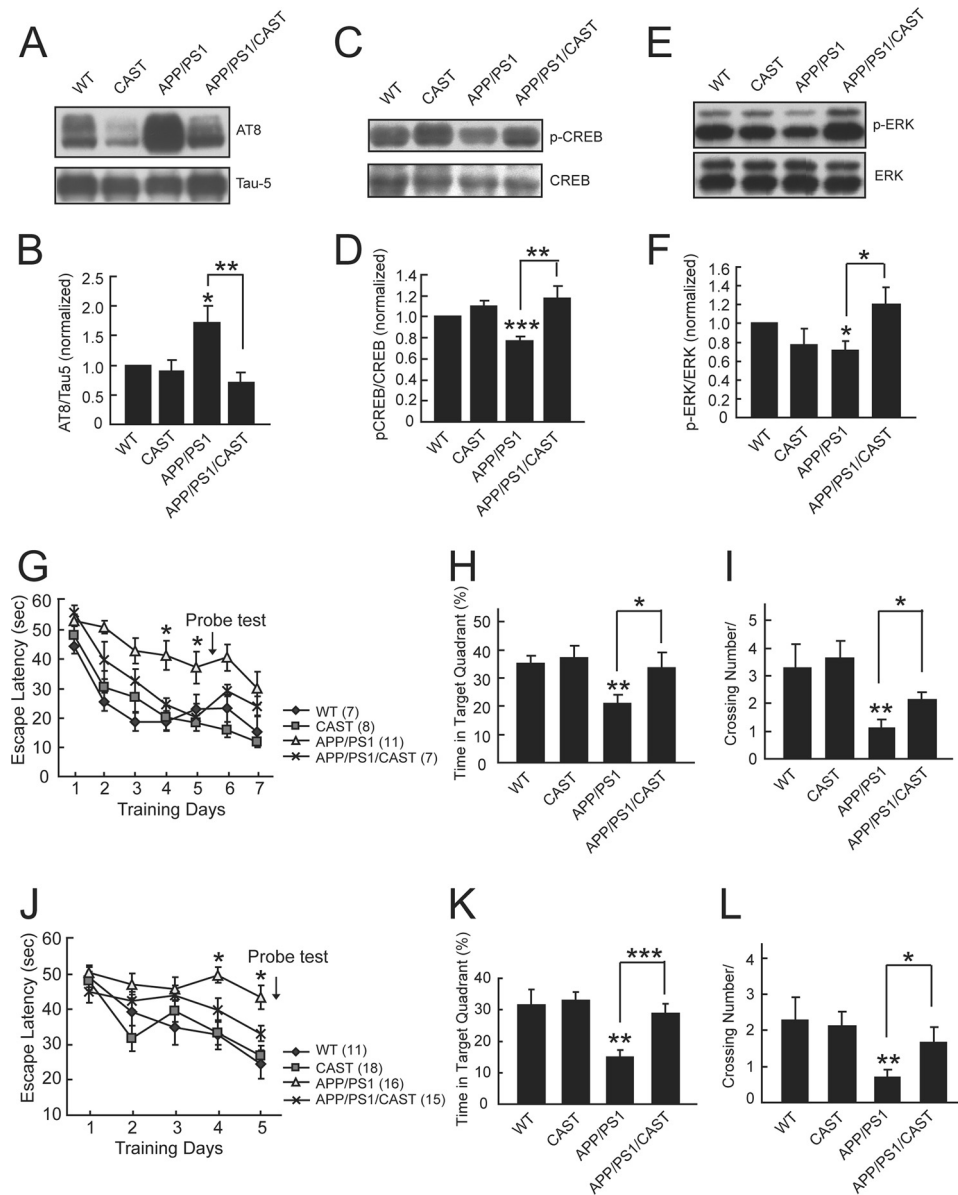 A
WT
CAST
APP/PS1
APP/PS1/CAST
AT8
Tau-5
C
WT
CAST
APP/PS1
APP/PS1/CAST
p-CREB
CREB
E
WT
CAST
APP/PS1
APP/PS1/CAST
p-ERK
ERK
B
AT8/Tau5 (normalized)
2.5
2.0
1.5
1.0
0.5
0
*
**
WT
CAST
APP/PS1
APP/PS1/CAST
D
pCREB/CREB (normalized)
1.4
1.2
1.0
0.8
0.6
0.4
0.2
0
***
**
WT
CAST
APP/PS1
APP/PS1/CAST
F
p-ERK/ERK (normalized)
1.6
1.4
1.2
1.0
0.8
0.6
0.4
0.2
0
*
*
WT
CAST
APP/PS1
APP/PS1/CAST
G
Escape Latency (sec)
60
50
40
30
20
10
0
Probe test
* *
WT (7)
CAST (8)
APP/PS1 (11)
APP/PS1/CAST (7)
1 2 3 4 5 6 7
Training Days
H
Time in Target Quadrant (%)
50
40
30
20
10
0
**
*
WT
CAST
APP/PS1
APP/PS1/CAST
I
Crossing Number/
5
4
3
2
1
0
**
*
WT
CAST
APP/PS1
APP/PS1/CAST
J
Escape Latency (sec)
60
50
40
30
20
10
Probe test
* *
WT (11)
CAST (18)
APP/PS1 (16)
APP/PS1/CAST (15)
1 2 3 4 5
Training Days
K
Time in Target Quadrant (%)
40
30
20
10
0
**
***
WT
CAST
APP/PS1
APP/PS1/CAST
L
Crossing Number/
4
3
2
1
0
**
*
WT
CAST
APP/PS1
APP/PS1/CAST